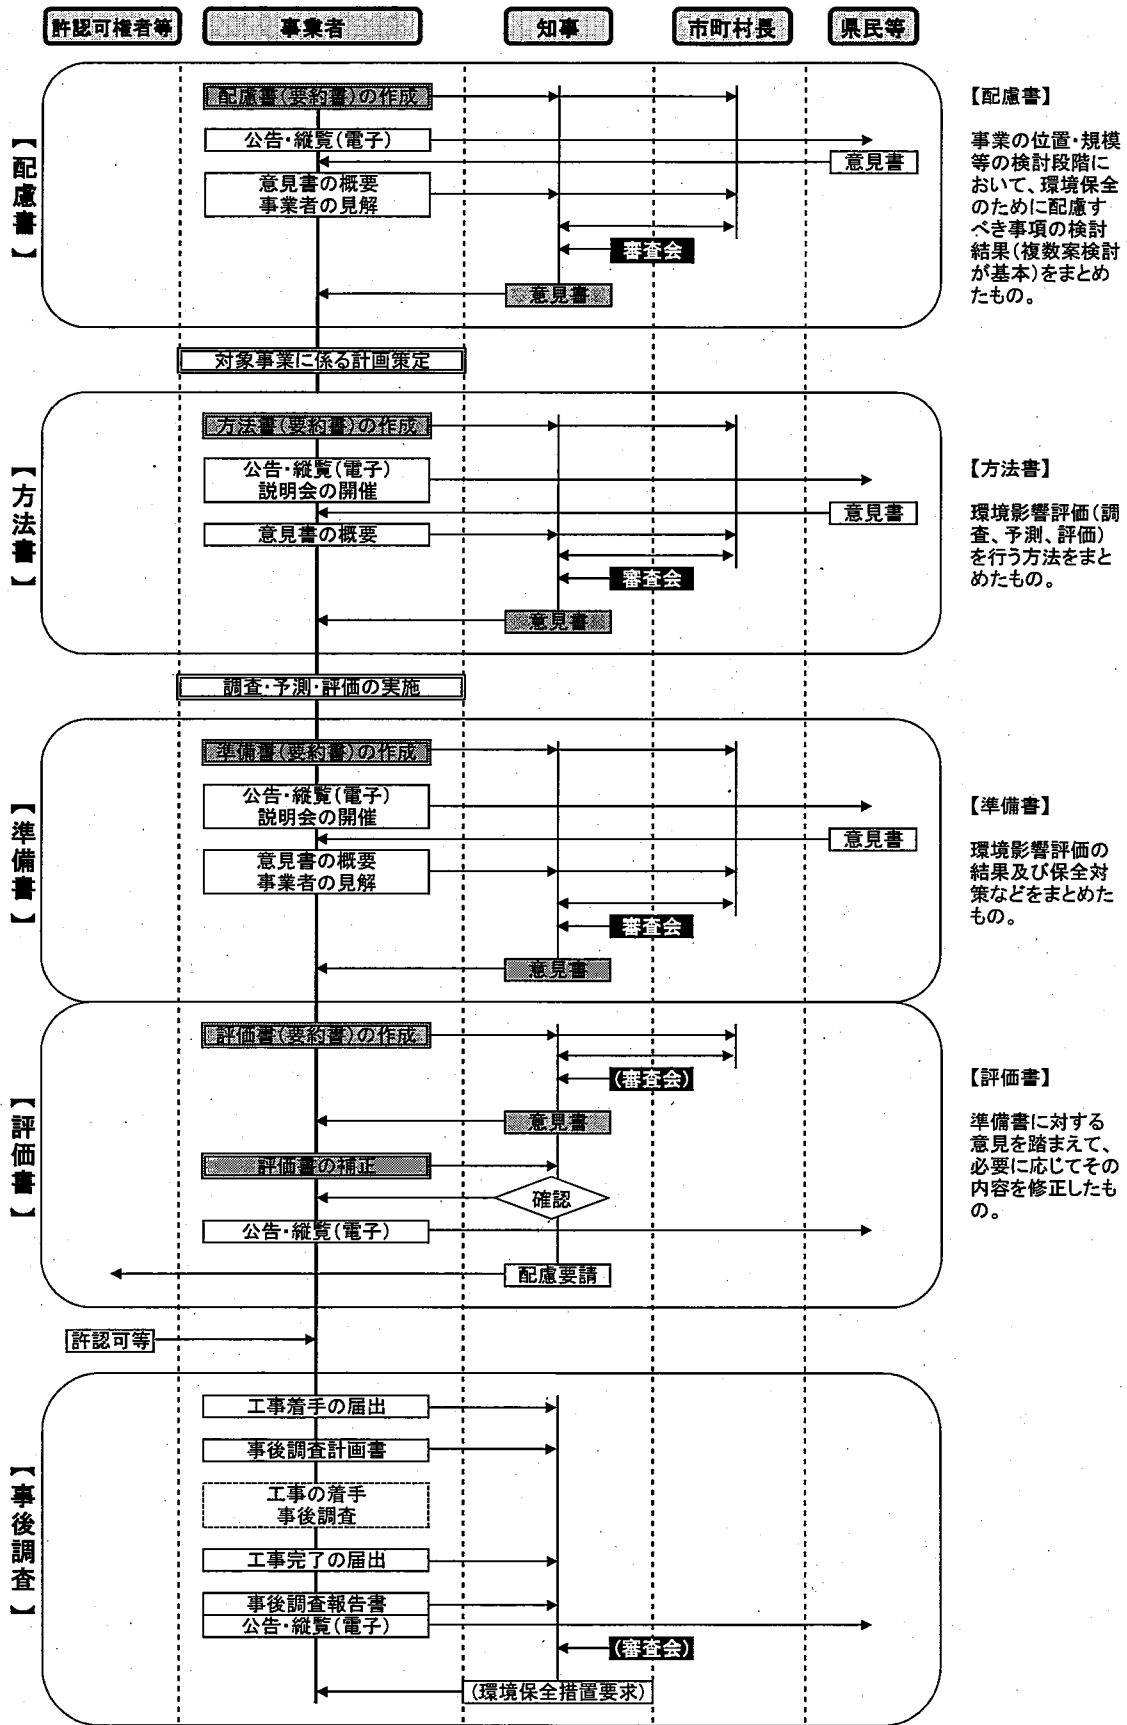 許認可権者等 事業者 知事 市町村長 県民等
【配慮書】
配慮書(要約書)の作成
公告・縦覧(電子)
意見書
意見書の概要
事業者の見解
審査会
意見書
【配慮書】
事業の位置・規模
等の検討段階に
おいて、環境保全
のために配慮す
べき事項の検討
結果(複数案検討
が基本)をまとめ
たもの。
対象事業に係る計画策定
【方法書】
方法書(要約書)の作成
公告・縦覧(電子)
説明会の開催
意見書
意見書の概要
審査会
意見書
【方法書】
環境影響評価(調
査、予測、評価)
を行う方法をまと
めたもの。
調査・予測・評価の実施
【準備書】
準備書(要約書)の作成
公告・縦覧(電子)
説明会の開催
意見書
意見書の概要
事業者の見解
審査会
意見書
【準備書】
環境影響評価の
結果及び保全対
策などをまとめた
もの。
【評価書】
評価書(要約書)の作成
(審査会)
意見書
評価書の補正
確認
公告・縦覧(電子)
配慮要請
【評価書】
準備書に対する
意見を踏まえて、
必要に応じてその
内容を修正したも
の。
許認可等
【事後調査】
工事着手の届出
事後調査計画書
工事の着手
事後調査
工事完了の届出
事後調査報告書
公告・縦覧(電子)
(審査会)
(環境保全措置要求)